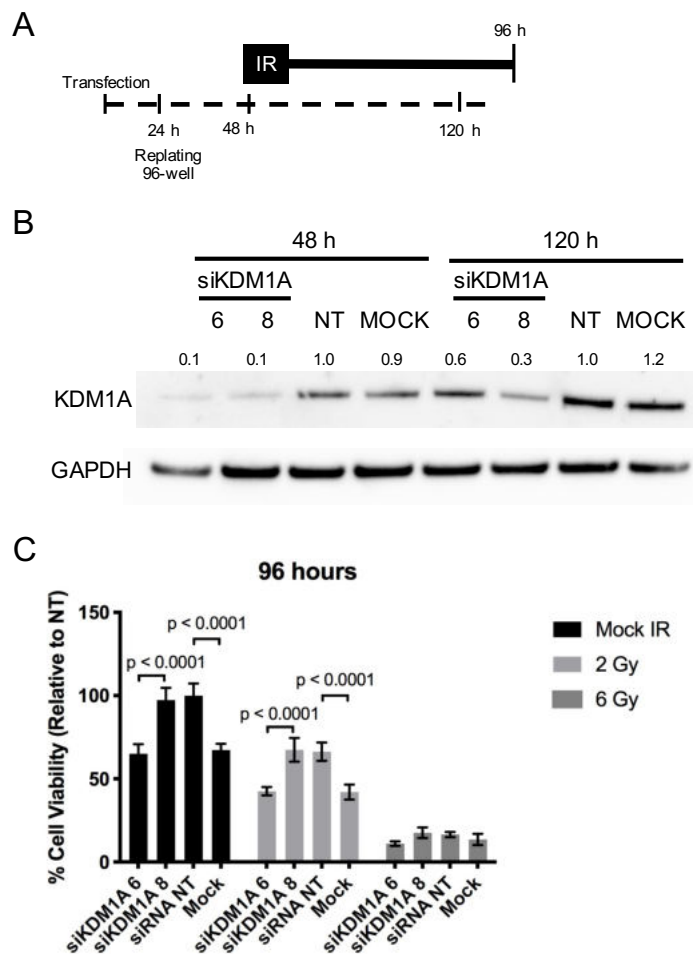 A
96 h
IR
Transfection
24 h
48 h
120 h
Replating
96-well
B
48 h
120 h
siKDM1A
siKDM1A
6 8 NT MOCK 6 8 NT MOCK
0.1 0.1 1.0 0.9 0.6 0.3 1.0 1.2
KDM1A
GAPDH
C
96 hours
% Cell Viability (Relative to NT)
150
100
50
0
p < 0.0001
p < 0.0001
p < 0.0001
p < 0.0001
Mock IR
2 Gy
6 Gy
siKDM1A 6
siKDM1A 8
siRNA NT
Mock
siKDM1A 6
siKDM1A 8
siRNA NT
Mock
siKDM1A 6
siKDM1A 8
siRNA NT
Mock